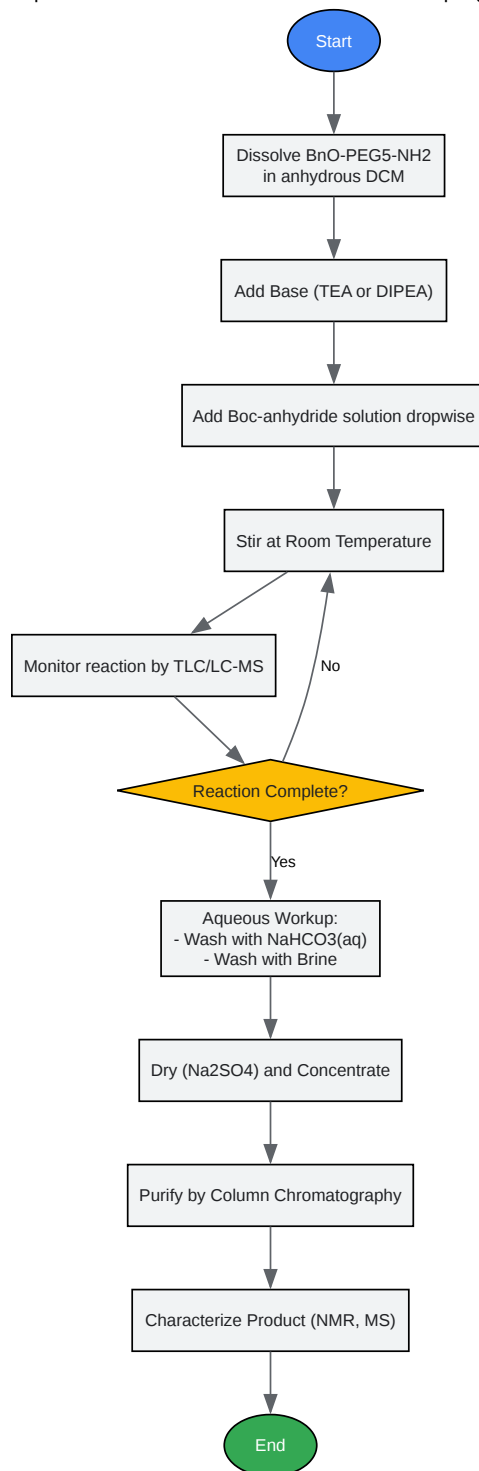 Start
Dissolve BnO-PEG5-NH2
in anhydrous DCM
Add Base (TEA or DIPEA)
Add Boc-anhydride solution dropwise
Stir at Room Temperature
Monitor reaction by TLC/LC-MS
No
Reaction Complete?
Yes
Aqueous Workup:
- Wash with NaHCO3(aq)
- Wash with Brine
Dry (Na2SO4) and Concentrate
Purify by Column Chromatography
Characterize Product (NMR, MS)
End